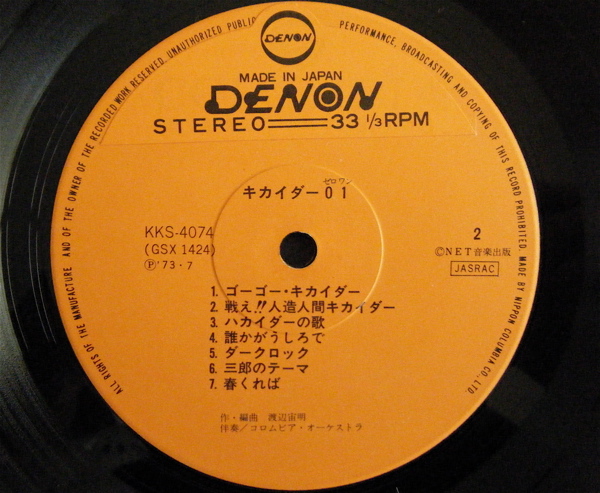 ALL RIGHTS OF THE MANUFACTURE AND OF THE OWNER OF THE RECORDED WORK RESERVED. UNAUTHORIZED PUBLIC PERFORMANCE, BROADCASTING AND COPYING OF THIS RECORD PROHIBITED. MADE BY NIPPON COLUMBIA CO., LTD.
DENON
MADE IN JAPAN
DENON
STEREO 33 1/3 RPM
ゼロワン
キカイダー01
KKS-4074
(GSX 1424)
Ⓟ'73・7
2
©NET音楽出版
JASRAC
1. ゴーゴー・キカイダー
2. 戦え!!人造人間キカイダー
3. ハカイダーの歌
4. 誰かがうしろで
5. ダークロック
6. 三郎のテーマ
7. 春くれば
作・編曲 渡辺宙明
伴奏/コロムビア・オーケストラ